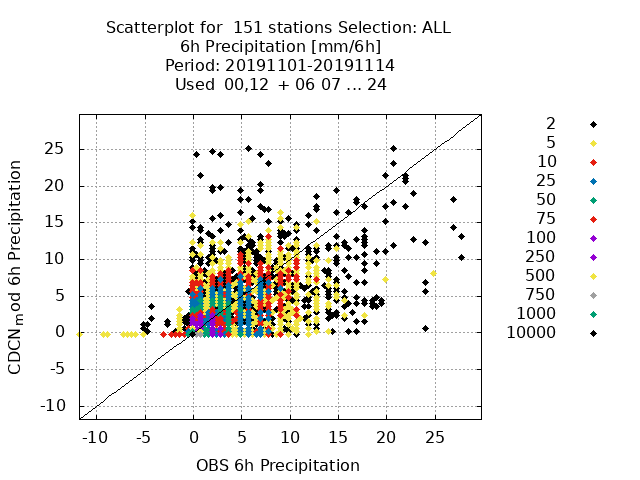 Scatterplot for 151 stations Selection: ALL
6h Precipitation [mm/6h]
Period: 20191101-20191114
Used 00,12 + 06 07 ... 24
2
5
10
25
50
75
100
250
500
750
1000
10000
25
20
15
10
5
0
-5
-10
CDCNmod 6h Precipitation
-10 -5 0 5 10 15 20 25
OBS 6h Precipitation